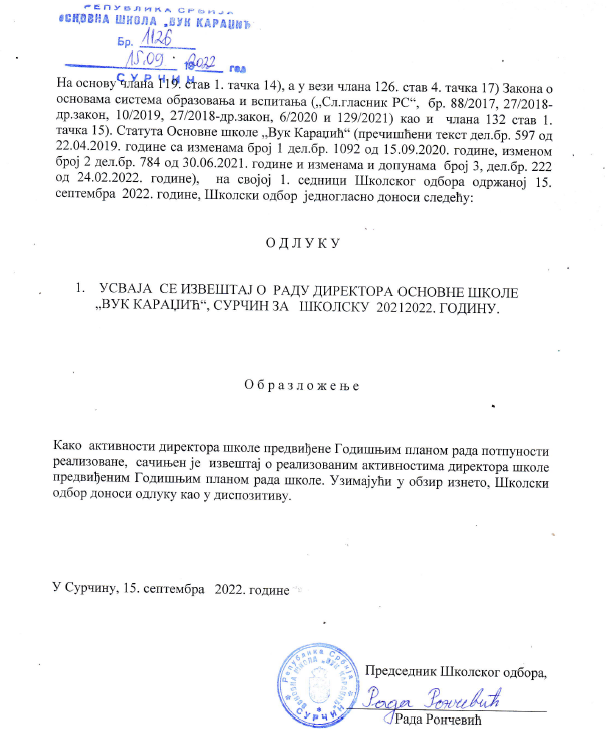 РЕПУБЛИКА СРБИЈА
ОСНОВНА ШКОЛА „ВУК КАРАЏИЋ“
Бр. 1126
15.09. 2022 год
СУРЧИН
На основу члана 119. став 1. тачка 14), а у вези члана 126. став 4. тачка 17) Закона о
основама система образовања и вспитања („Сл.гласник РС“, бр. 88/2017, 27/2018-
др.закон, 10/2019, 27/2018-др.закон, 6/2020 и 129/2021) као и члана 132 став 1.
тачка 15). Статута Основне школе „Вук Караџић“ (пречишћени текст дел.бр. 597 од
22.04.2019. године са изменама број 1 дел.бр. 1092 од 15.09.2020. године, изменом
број 2 дел.бр. 784 од 30.06.2021. године и изменама и допунама број 3, дел.бр. 222
од 24.02.2022. године), на својој 1. седници Школског одбора одржаној 15.
септембра 2022. године, Школски одбор једногласно доноси следећу:
О Д Л У К У
1. УСВАЈА СЕ ИЗВЕШТАЈ О РАДУ ДИРЕКТОРА ОСНОВНЕ ШКОЛЕ
„ВУК КАРАЏИЋ“, СУРЧИН ЗА ШКОЛСКУ 20212022. ГОДИНУ.
О б р а з л о ж е њ е
Како активности директора школе предвиђене Годишњим планом рада потпуности
реализоване, сачињен је извештај о реализованим активностима директора школе
предвиђеним Годишњим планом рада школе. Узимајући у обзир изнето, Школски
одбор доноси одлуку као у диспозитиву.
У Сурчину, 15. септембра 2022. године
Република Србија
ОСНОВНА ШКОЛА „ВУК КАРАЏИЋ“
СУРЧИН
Председник Школског одбора,
Рада Рончевић
Рада Рончевић